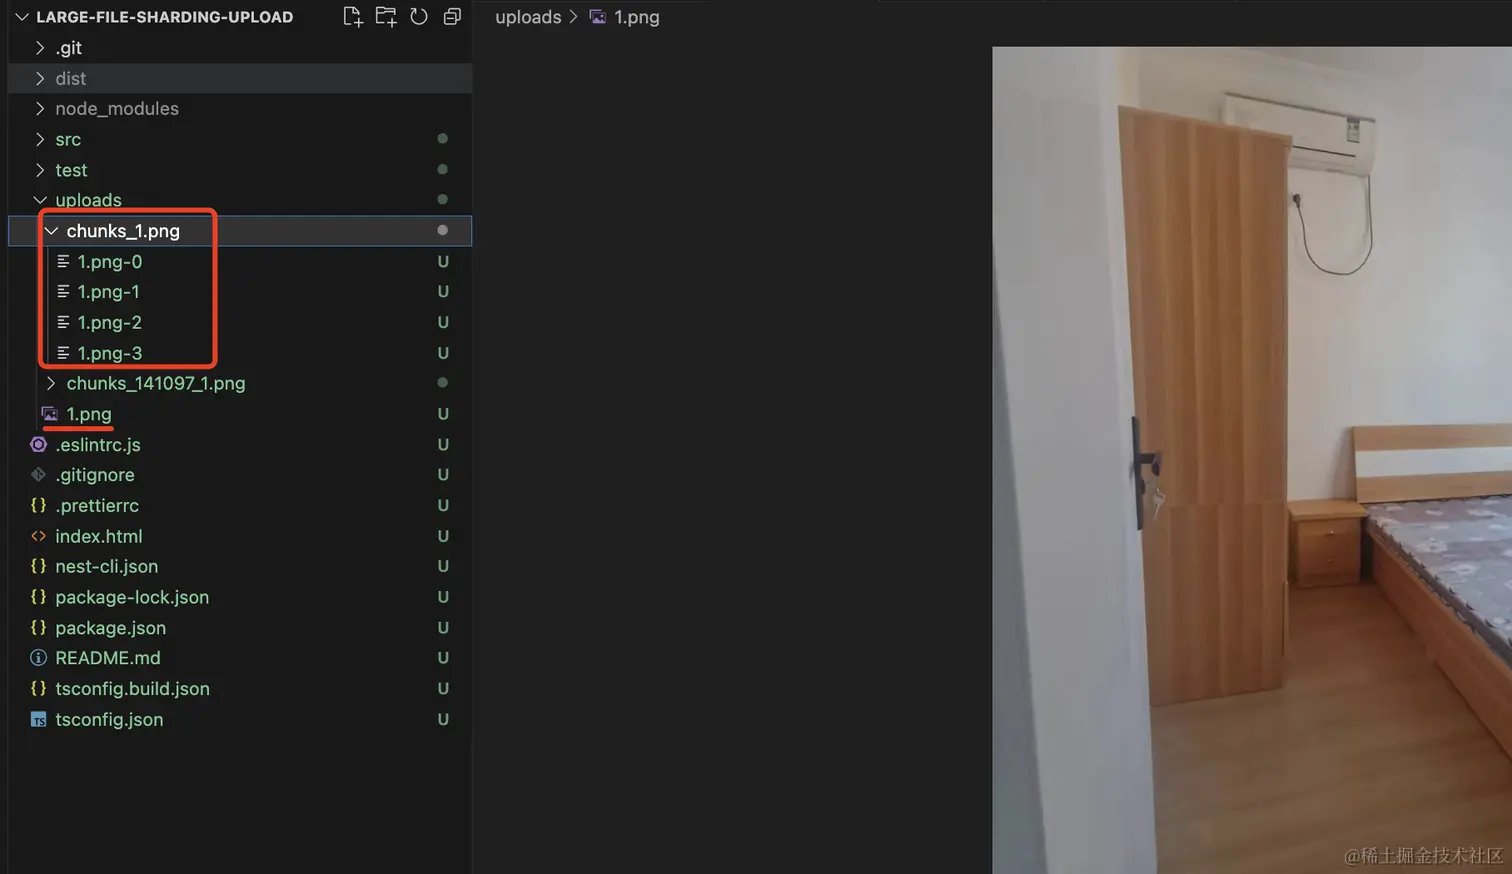 LARGE-FILE-SHARDING-UPLOAD
uploads > 1.png
.git
dist
node_modules
src
test
uploads
chunks_1.png
1.png-0 U
1.png-1 U
1.png-2 U
1.png-3 U
chunks_141097_1.png
1.png U
.eslintrc.js U
.gitignore U
{} .prettierrc U
<> index.html U
{} nest-cli.json U
{} package-lock.json U
{} package.json U
README.md U
{} tsconfig.build.json U
TS tsconfig.json U
@稀土掘金技术社区